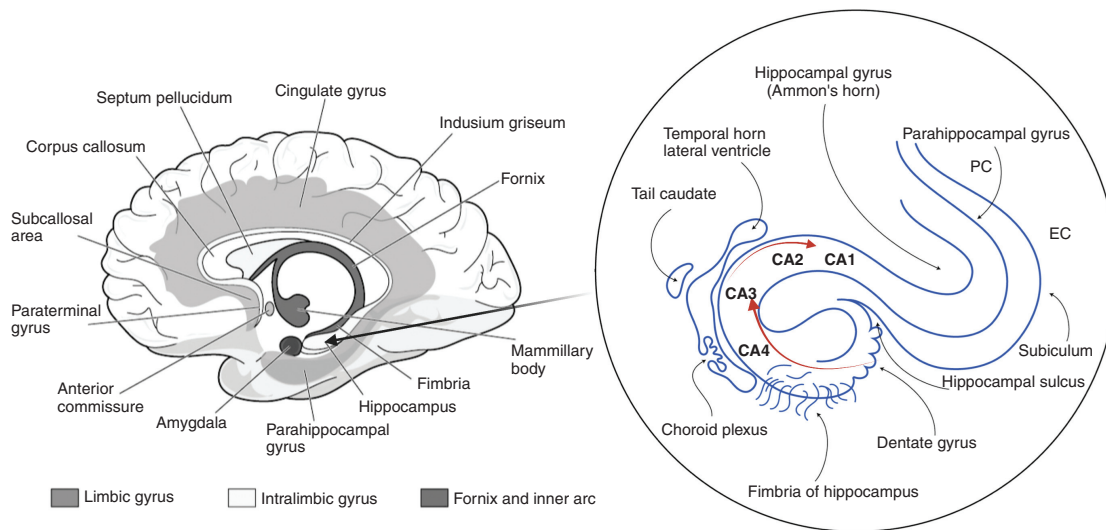 Septum pellucidum
Cingulate gyrus
Corpus callosum
Indusium griseum
Fornix
Subcallosal
area
Paraterminal
gyrus
Anterior
commissure
Amygdala
Parahippocampal
gyrus
Hippocampus
Fimbria
Mammillary
body
Limbic gyrus
Intralimbic gyrus
Fornix and inner arc
Hippocampal gyrus
(Ammon's horn)
Temporal horn
lateral ventricle
Parahippocampal gyrus
PC
Tail caudate
EC
CA2
CA1
CA3
CA4
Subiculum
Hippocampal sulcus
Choroid plexus
Dentate gyrus
Fimbria of hippocampus